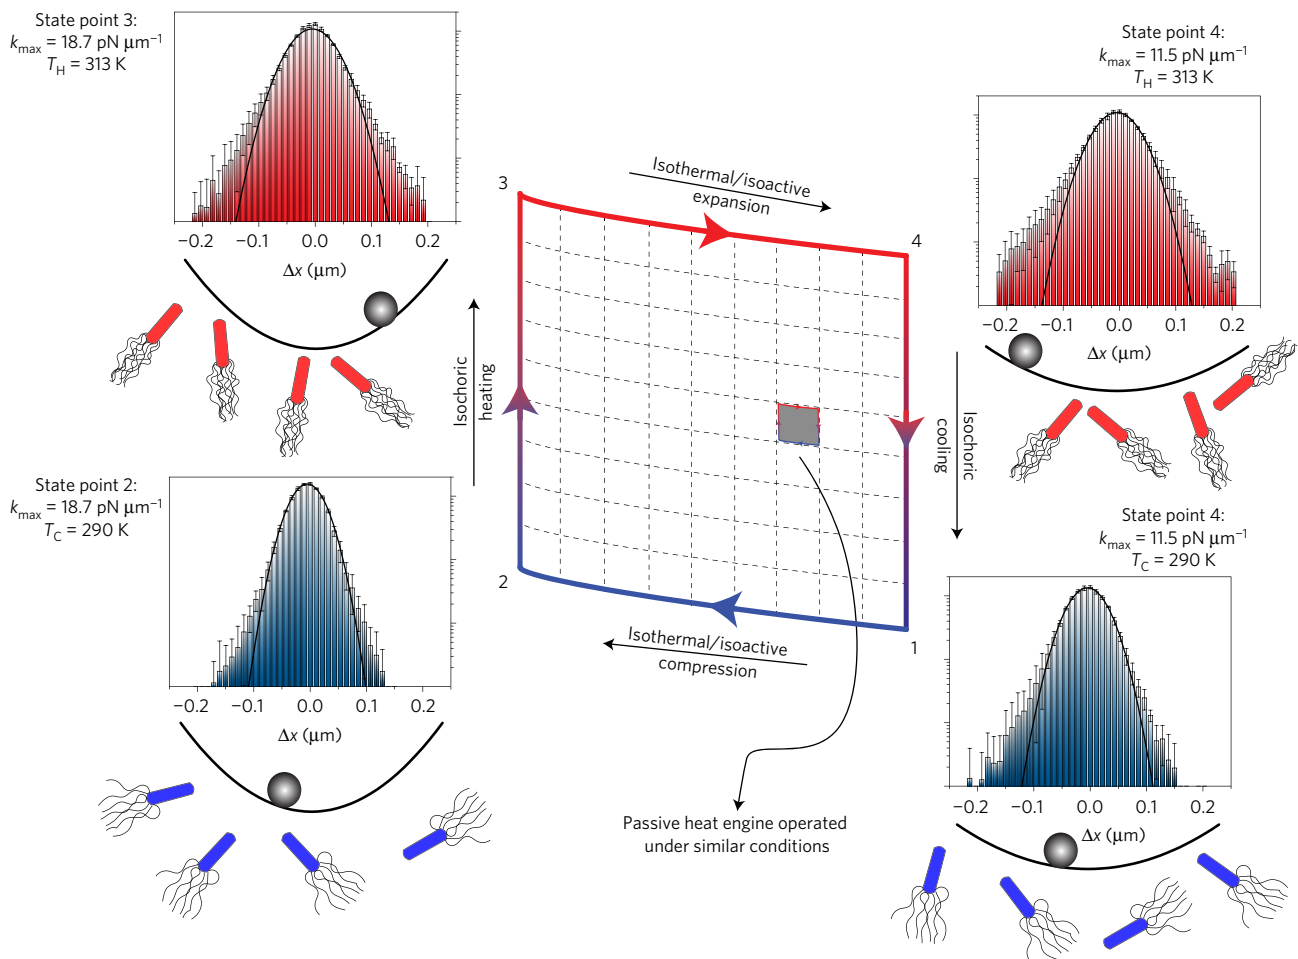 State point 3:
k_max = 18.7 pN μm⁻¹
T_H = 313 K
−0.2 −0.1 0.0 0.1 0.2
Δx (μm)
State point 4:
k_max = 11.5 pN μm⁻¹
T_H = 313 K
−0.2 −0.1 0.0 0.1 0.2
Δx (μm)
3
Isothermal/isoactive
expansion
4
Isochoric
heating
Isochoric
cooling
State point 2:
k_max = 18.7 pN μm⁻¹
T_C = 290 K
−0.2 −0.1 0.0 0.1 0.2
Δx (μm)
2
Isothermal/isoactive
compression
1
State point 4:
k_max = 11.5 pN μm⁻¹
T_C = 290 K
−0.2 −0.1 0.0 0.1 0.2
Δx (μm)
Passive heat engine operated
under similar conditions